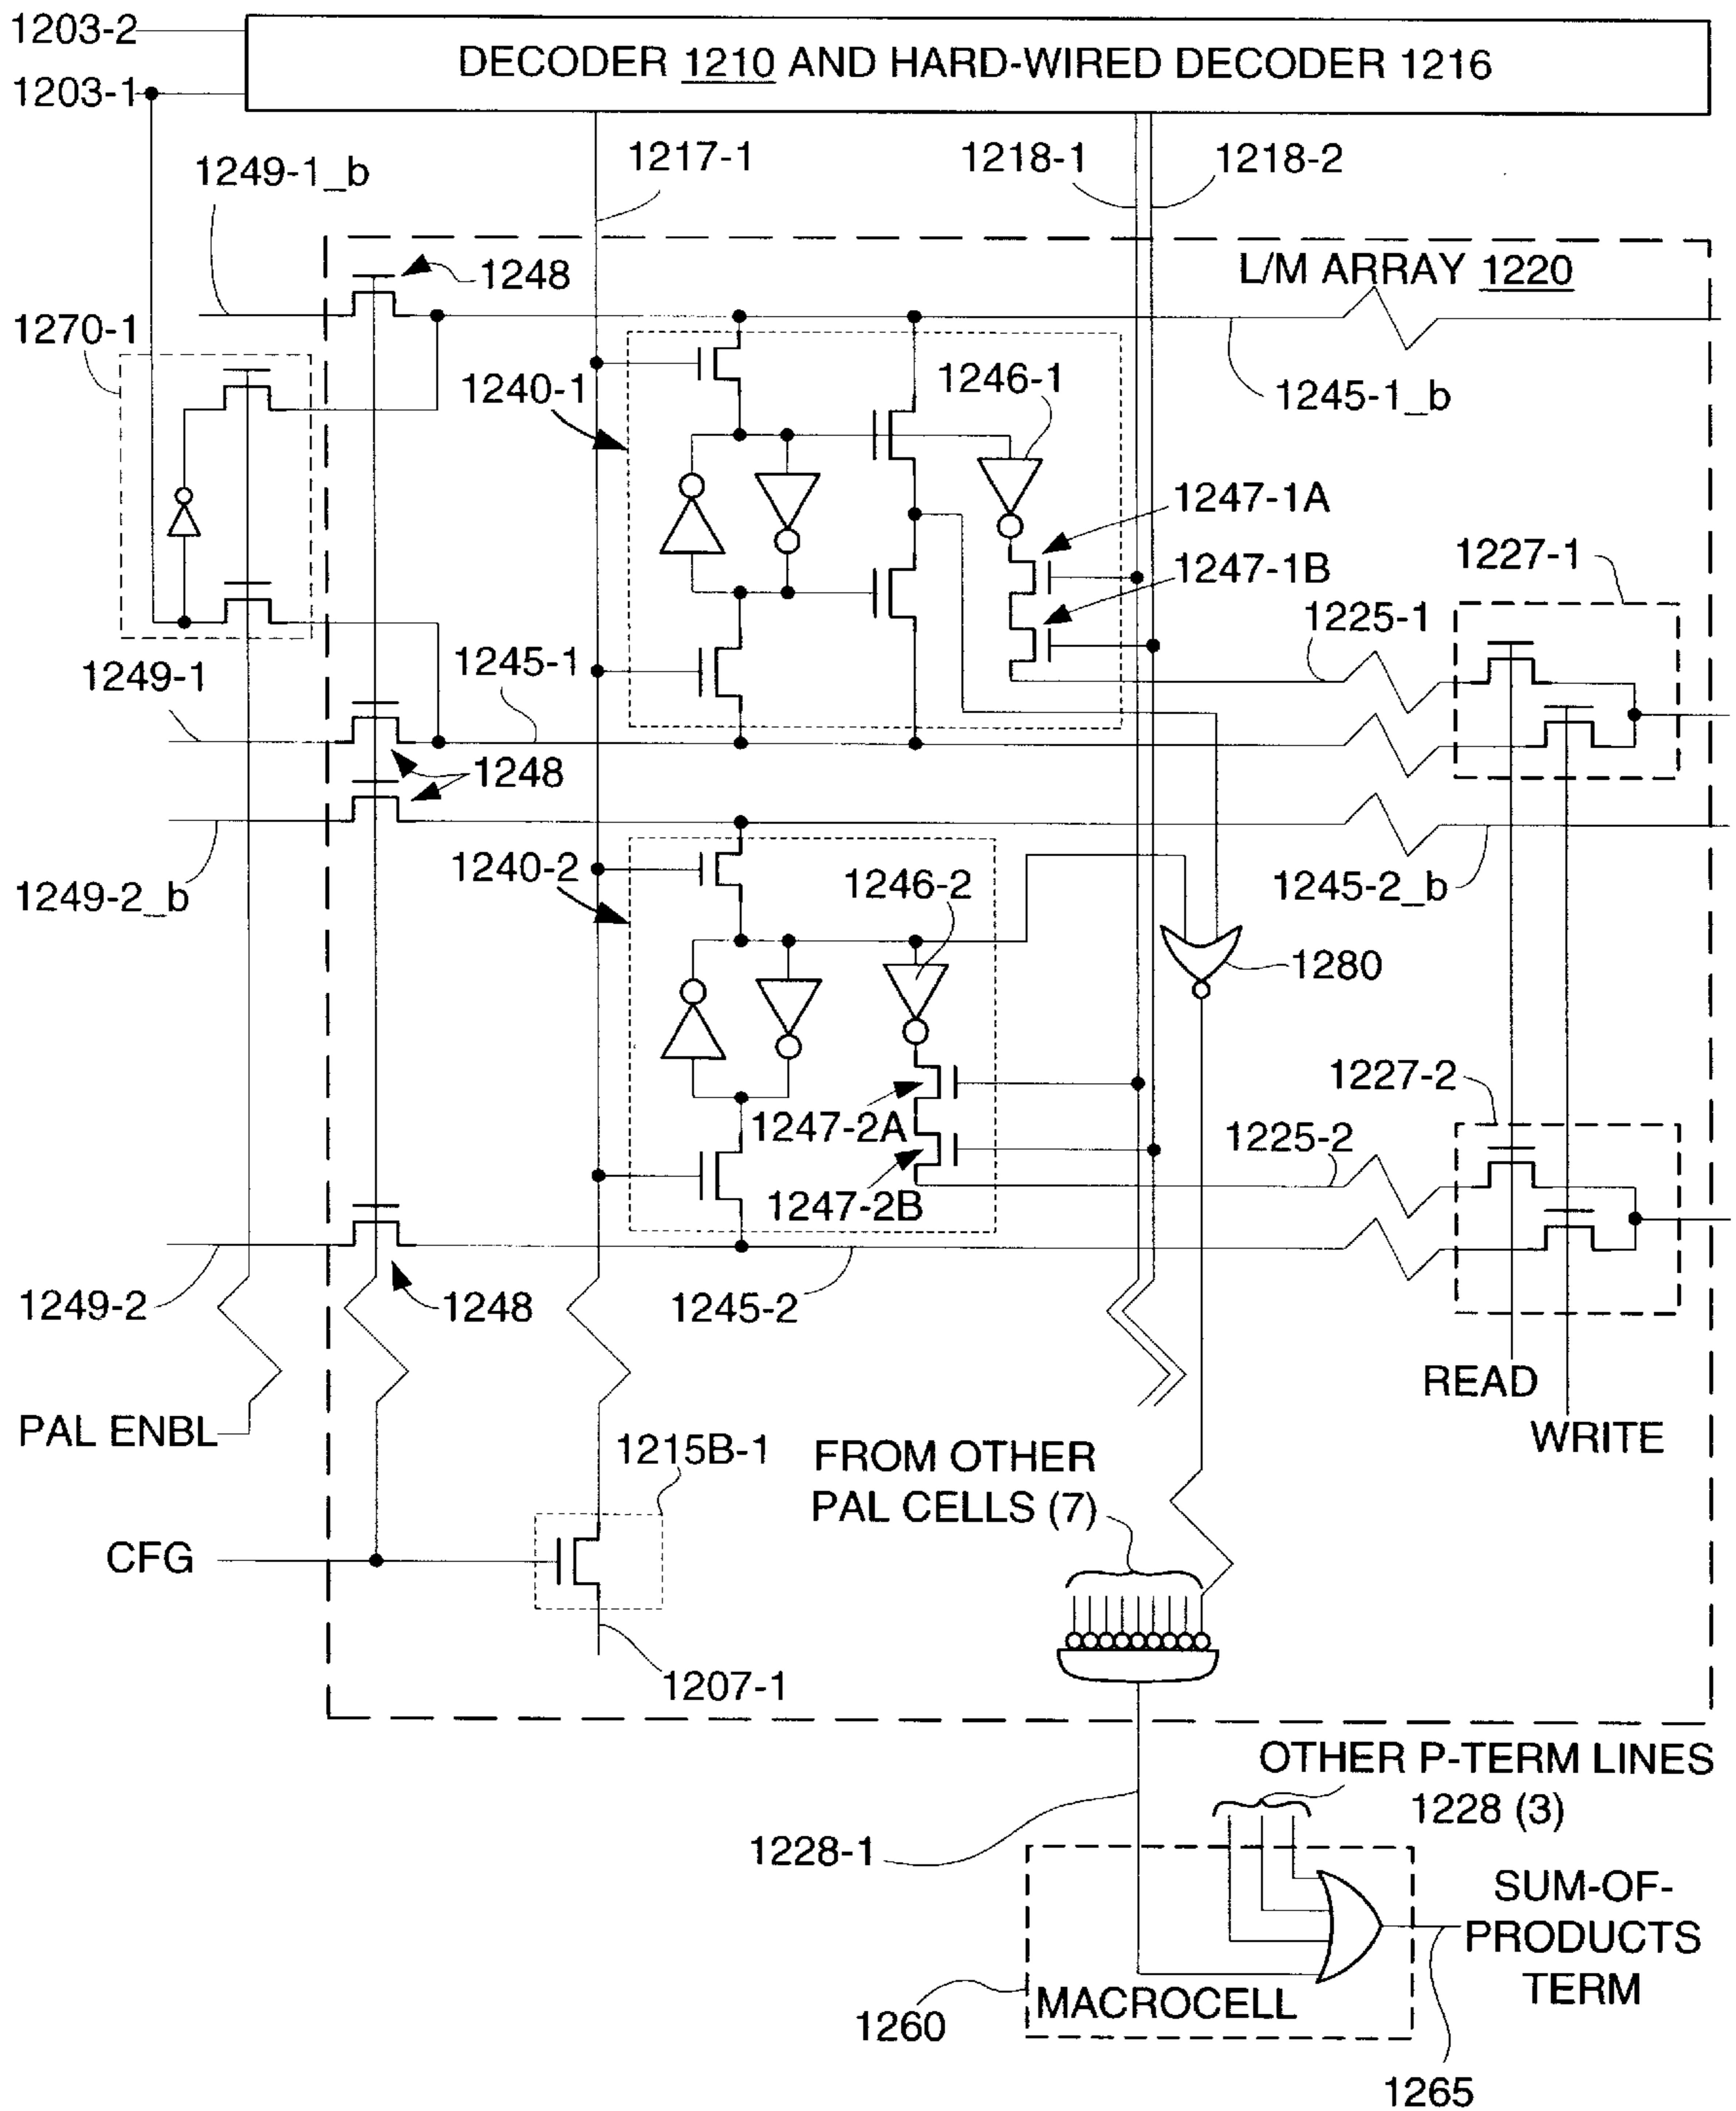 1203-2
DECODER 1210 AND HARD-WIRED DECODER 1216
1203-1
1217-1
1218-1
1218-2
1249-1_b
L/M ARRAY 1220
1248
1270-1
1240-1
1246-1
1245-1_b
1247-1A
1227-1
1247-1B
1225-1
1249-1
1245-1
1248
1240-2
1246-2
1249-2_b
1245-2_b
1280
1227-2
1247-2A
1225-2
1247-2B
1249-2
1248
1245-2
READ
PAL ENBL
WRITE
1215B-1
FROM OTHER
PAL CELLS (7)
CFG
1207-1
OTHER P-TERM LINES
1228 (3)
1228-1
SUM-OF-
PRODUCTS
TERM
MACROCELL
1260
1265